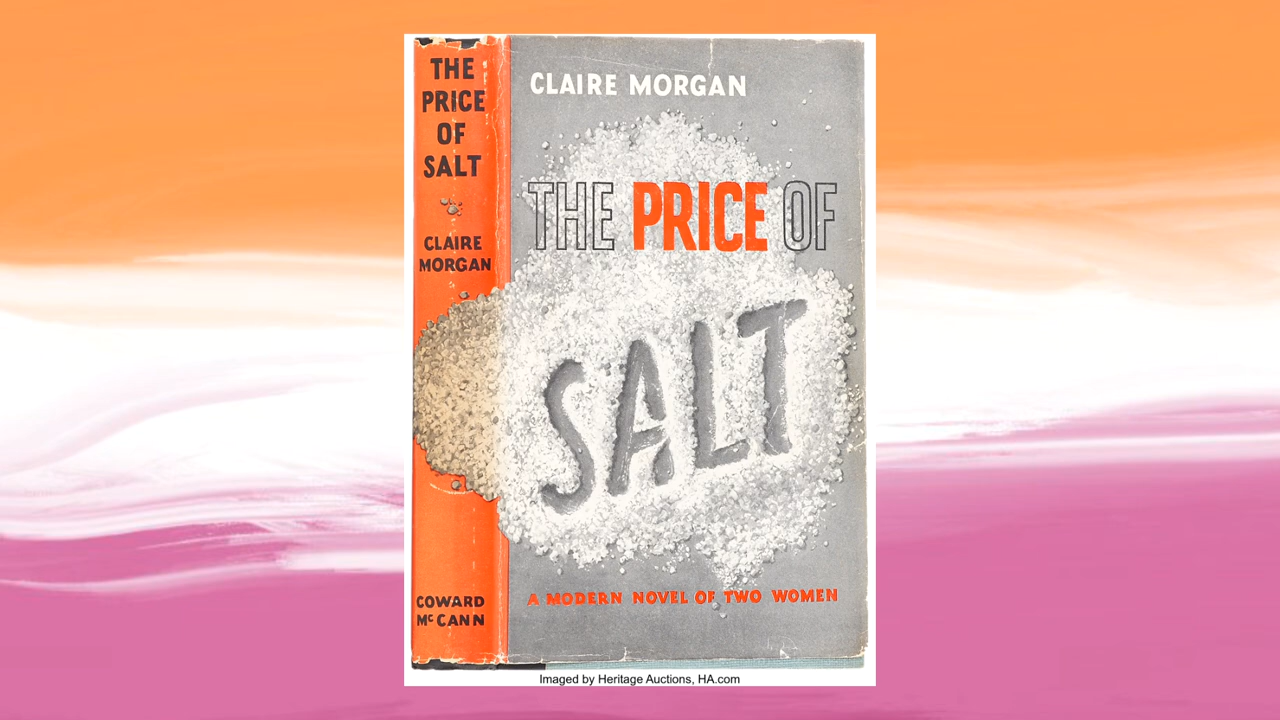 THE
PRICE
OF
SALT
CLAIRE
MORGAN
COWARD
McCANN
CLAIRE MORGAN
THE PRICE OF
SALT
A MODERN NOVEL OF TWO WOMEN
Imaged by Heritage Auctions, HA.com